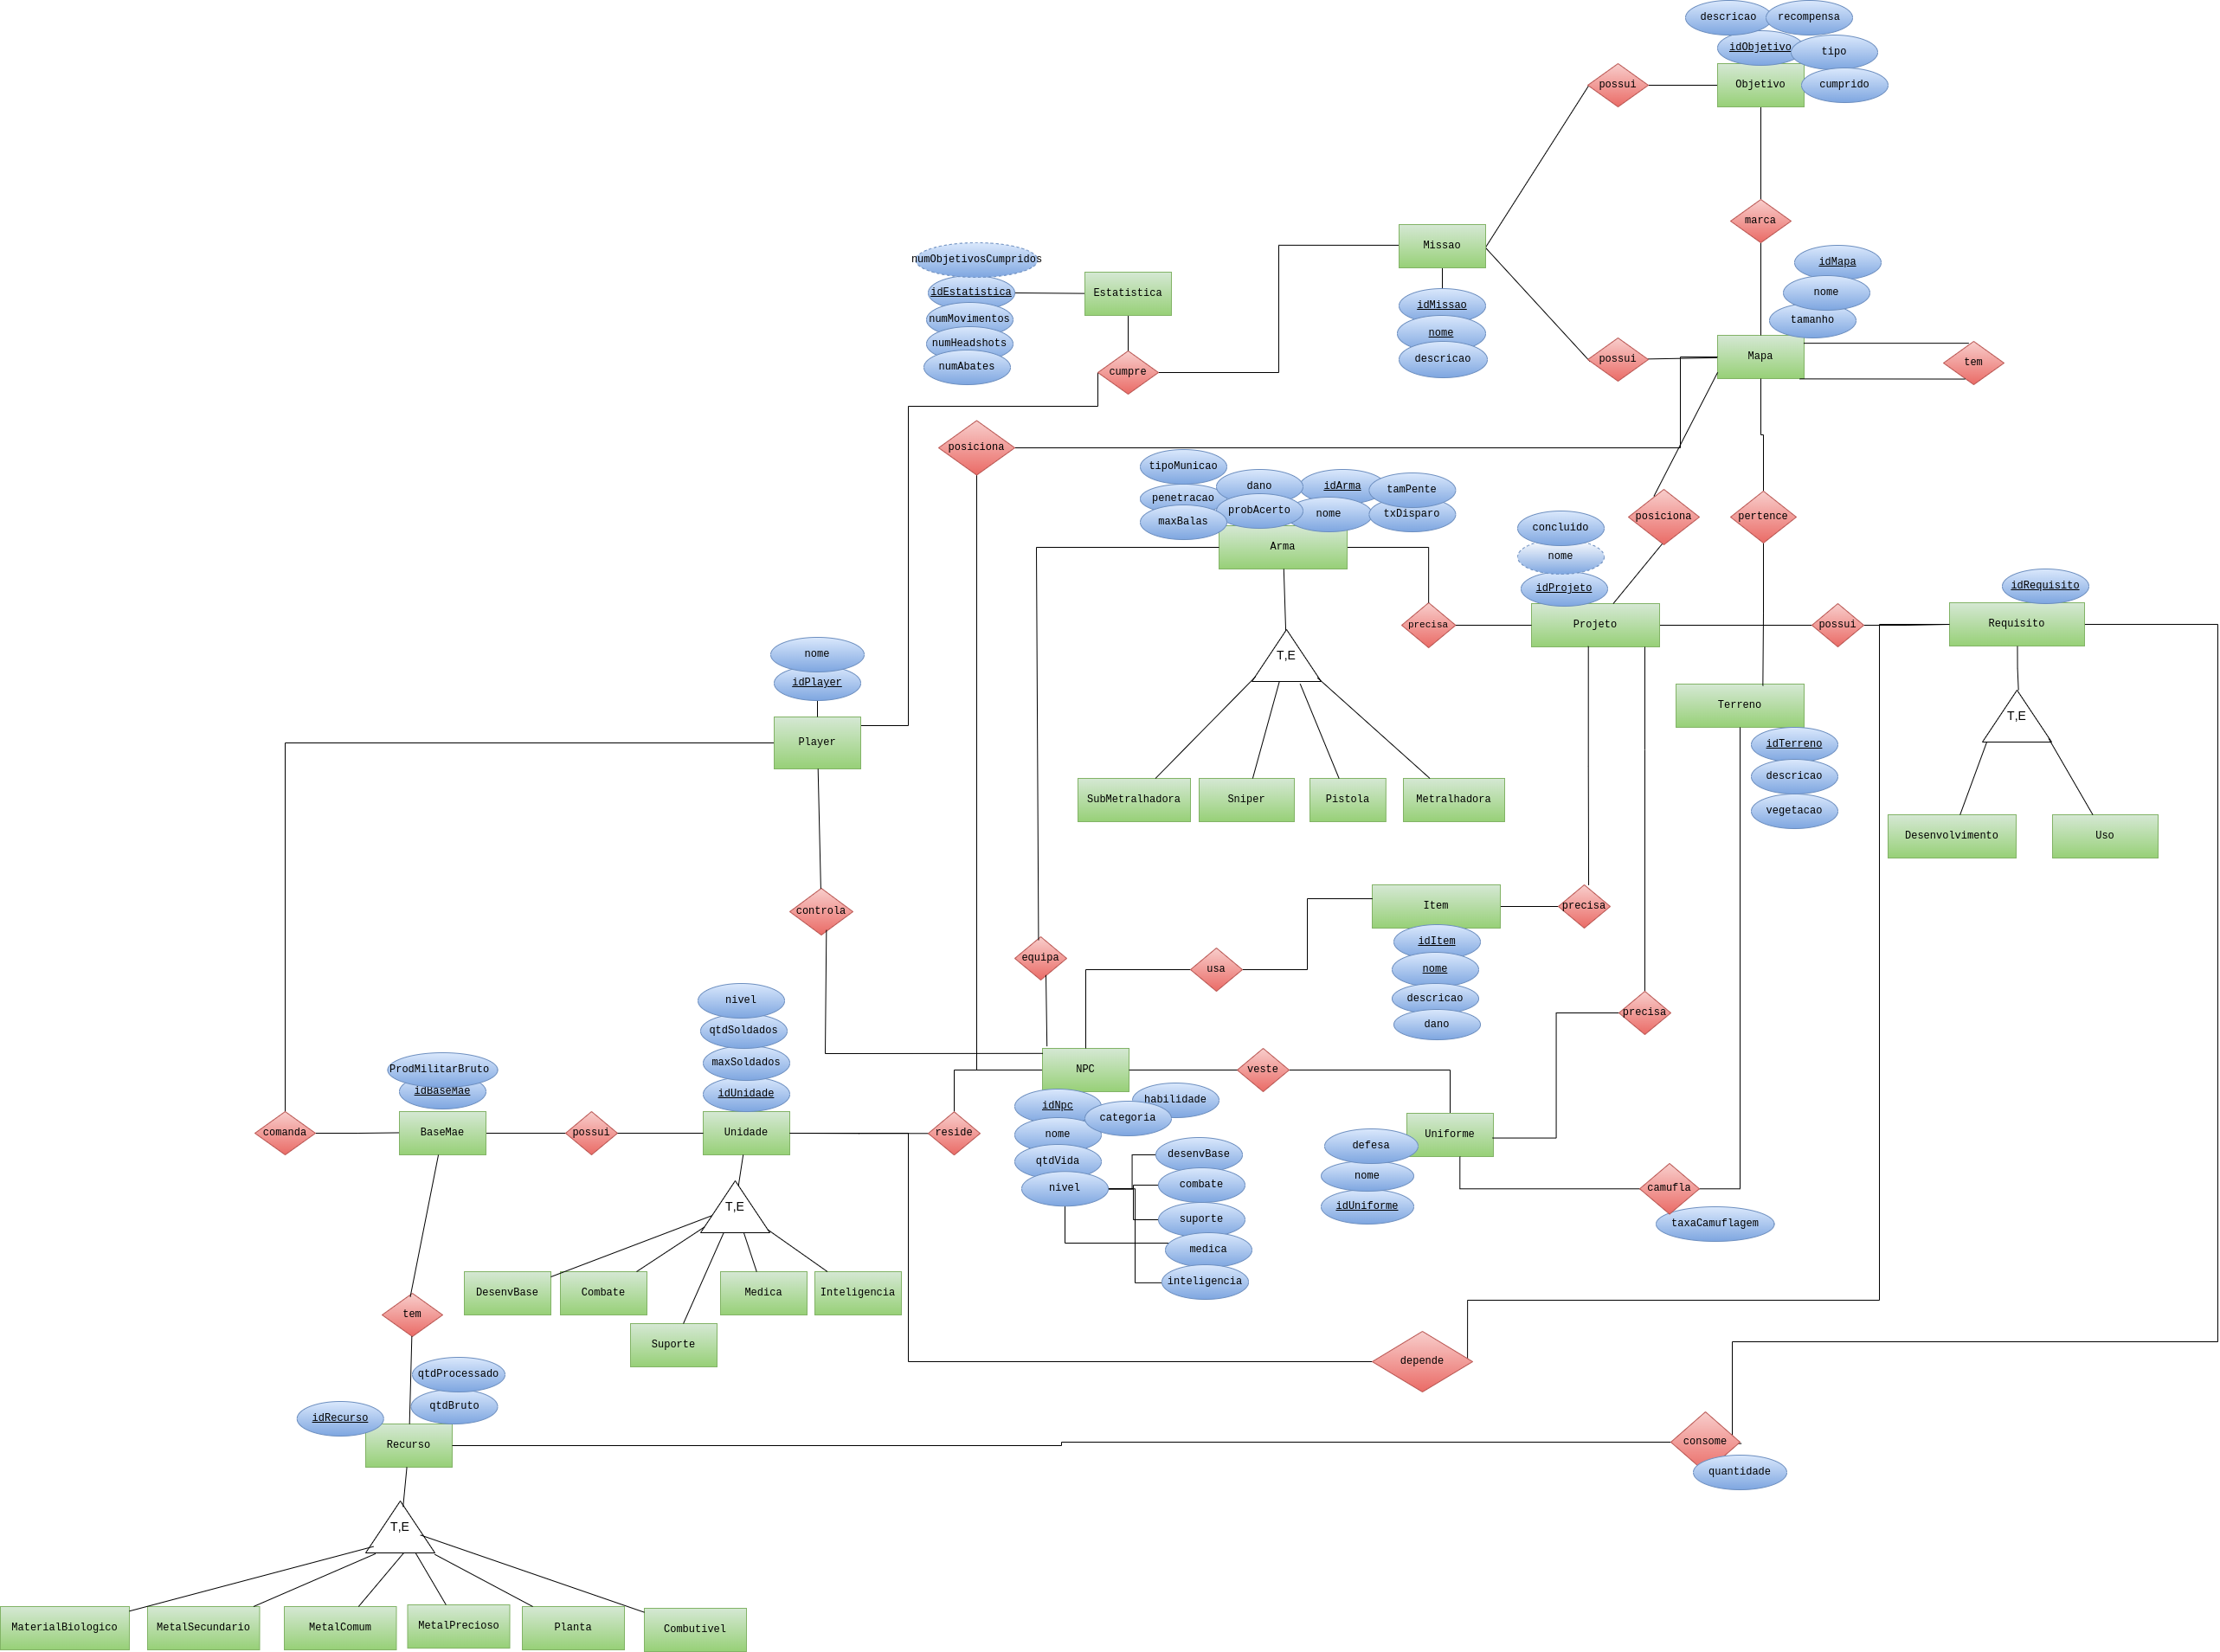 descricao
recompensa
idObjetivo
tipo
possui
Objetivo
cumprido
marca
Missao
numObjetivosCumpridos
idMapa
idEstatistica
Estatistica
nome
idMissao
numMovimentos
tamanho
nome
numHeadshots
descricao
possui
Mapa
tem
numAbates
cumpre
posiciona
tipoMunicao
dano
idArma
tamPente
penetracao
probAcerto
nome
txDisparo
maxBalas
posiciona
pertence
concluido
Arma
nome
idProjeto
idRequisito
precisa
Projeto
possui
Requisito
nome
T,E
idPlayer
Terreno
T,E
Player
idTerreno
descricao
SubMetralhadora
Sniper
Pistola
Metralhadora
vegetacao
Desenvolvimento
Uso
controla
Item
precisa
idItem
equipa
usa
nome
nivel
descricao
qtdSoldados
dano
precisa
maxSoldados
ProdMilitarBruto
NPC
veste
idBaseMae
idUnidade
idNpc
habilidade
categoria
comanda
BaseMae
possui
Unidade
reside
nome
Uniforme
defesa
desenvBase
qtdVida
nome
combate
nivel
camufla
T,E
idUniforme
suporte
taxaCamuflagem
medica
inteligencia
DesenvBase
Combate
Medica
Inteligencia
tem
Suporte
depende
qtdProcessado
qtdBruto
idRecurso
Recurso
consome
quantidade
T,E
MaterialBiologico
MetalSecundario
MetalComum
MetalPrecioso
Planta
Combutivel